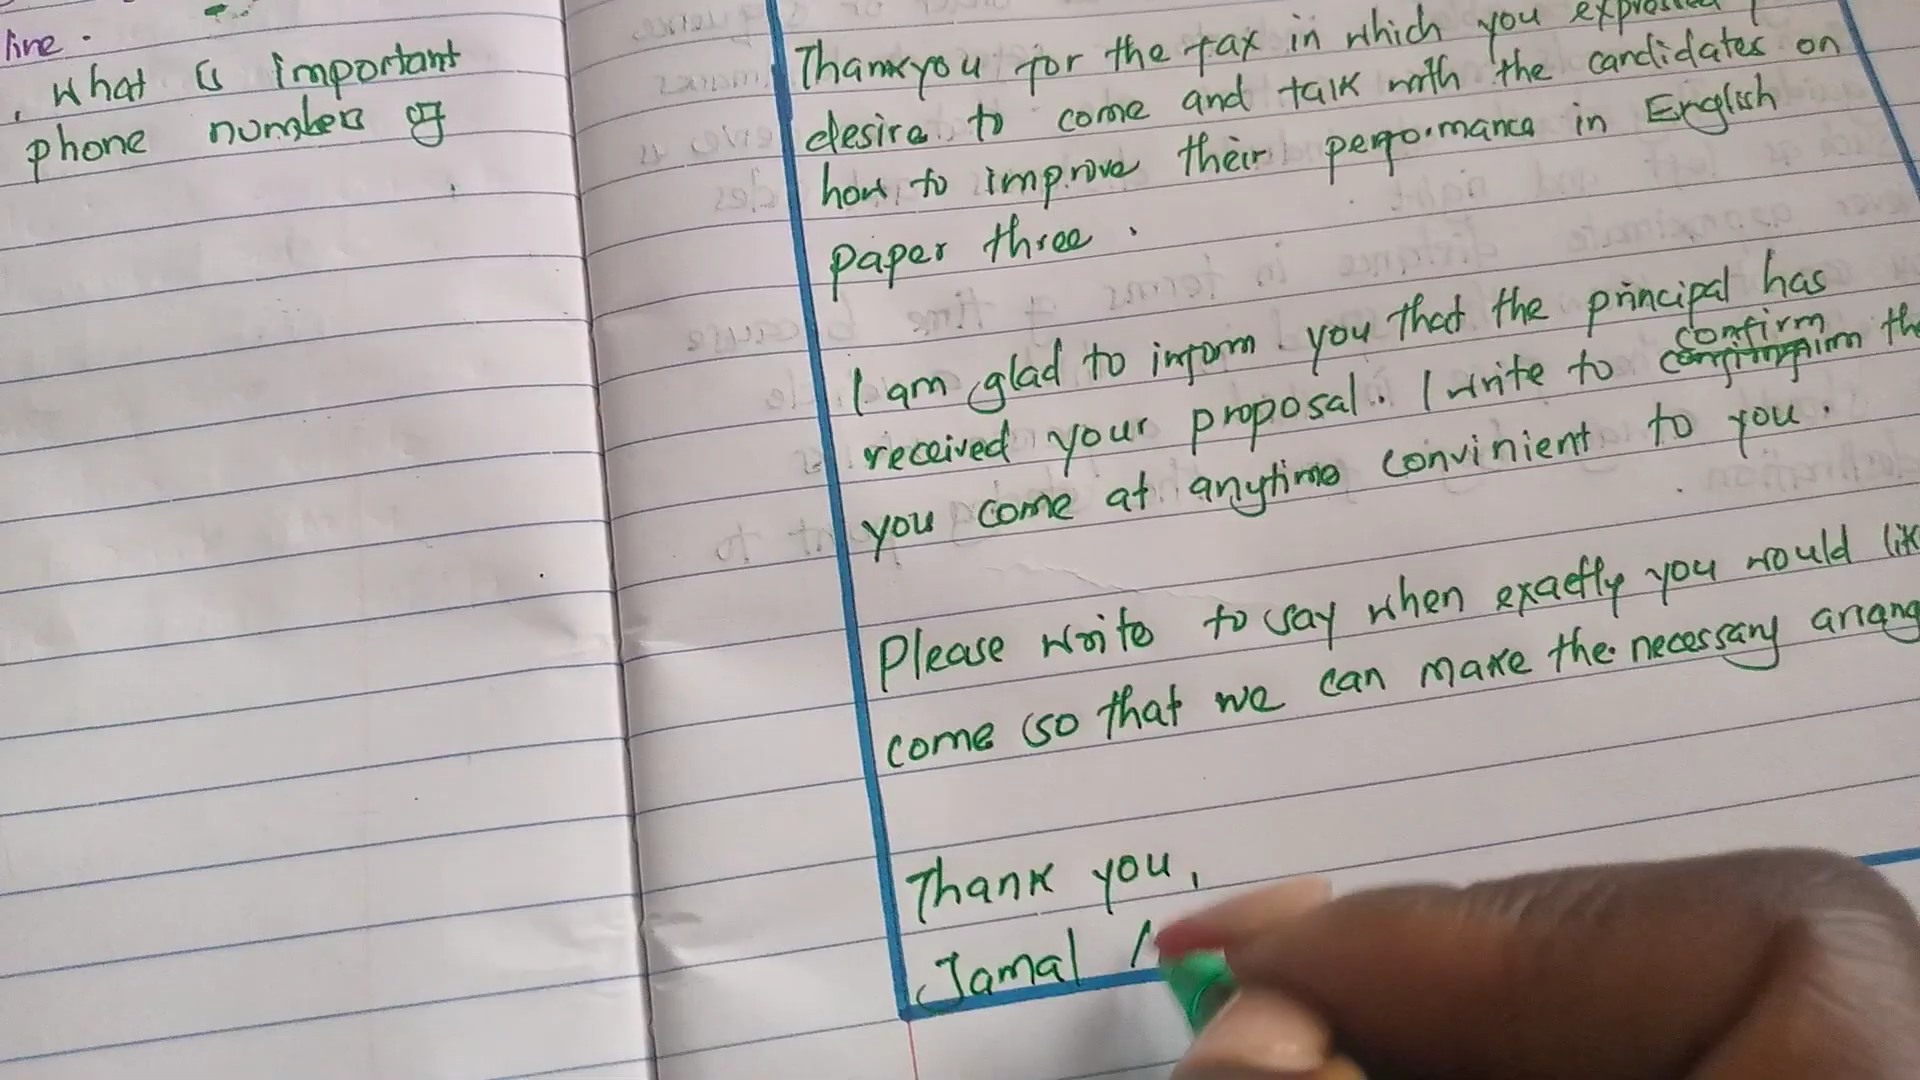 line.
What is important
phone number of
Thankyou for the fax in which you expressed
desire to come and talk with the candidates on
how to improve their performance in English
paper three.
I am glad to inform you that the principal has
received your proposal. I write to confirm
you come at anytime convinient to you.
Please write to say when exactly you would
come so that we can make the necessary
Thank you,
Jamal